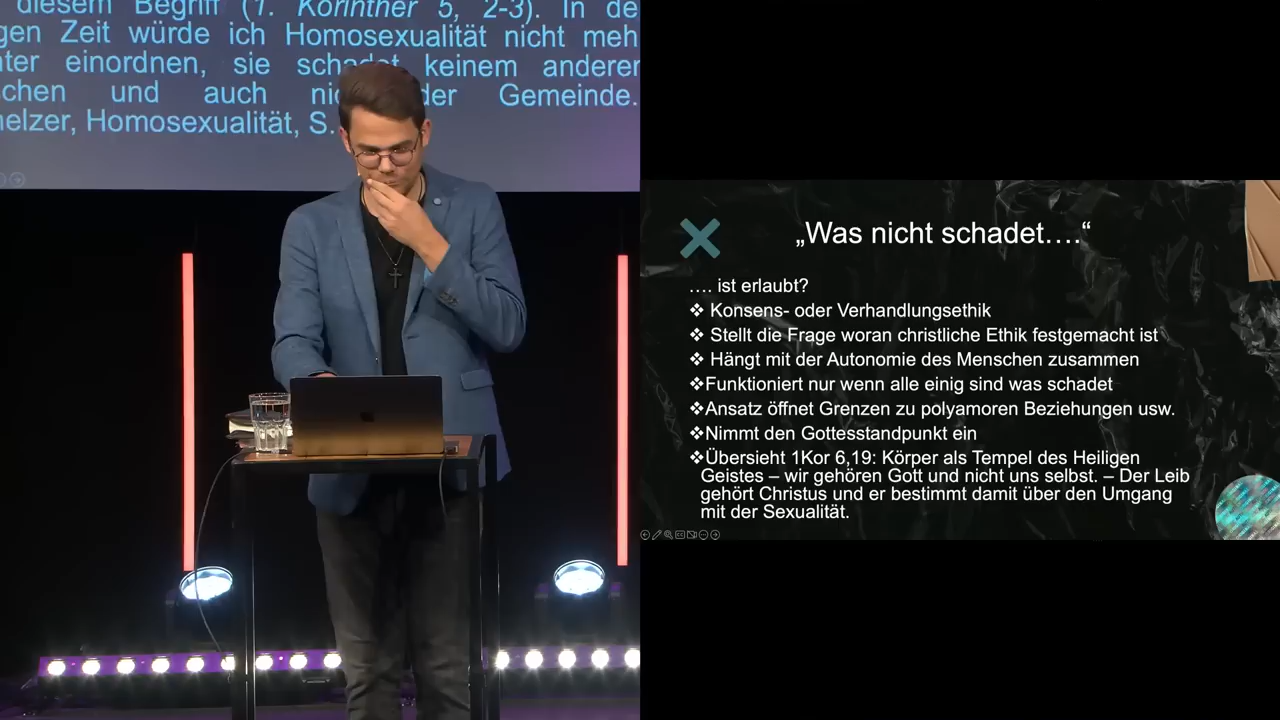 diesem Begriff (1. Korinther 5, 2-3). In de
gen Zeit würde ich Homosexualität nicht meh
nter einordnen, sie schadet keinem anderen
schen und auch nicht der Gemeinde.
melzer, Homosexualität, S.
„Was nicht schadet….“
…. ist erlaubt?
❖ Konsens- oder Verhandlungsethik
❖ Stellt die Frage woran christliche Ethik festgemacht ist
❖ Hängt mit der Autonomie des Menschen zusammen
❖Funktioniert nur wenn alle einig sind was schadet
❖Ansatz öffnet Grenzen zu polyamoren Beziehungen usw.
❖Nimmt den Gottesstandpunkt ein
❖Übersieht 1Kor 6,19: Körper als Tempel des Heiligen
Geistes – wir gehören Gott und nicht uns selbst. – Der Leib
gehört Christus und er bestimmt damit über den Umgang
mit der Sexualität.